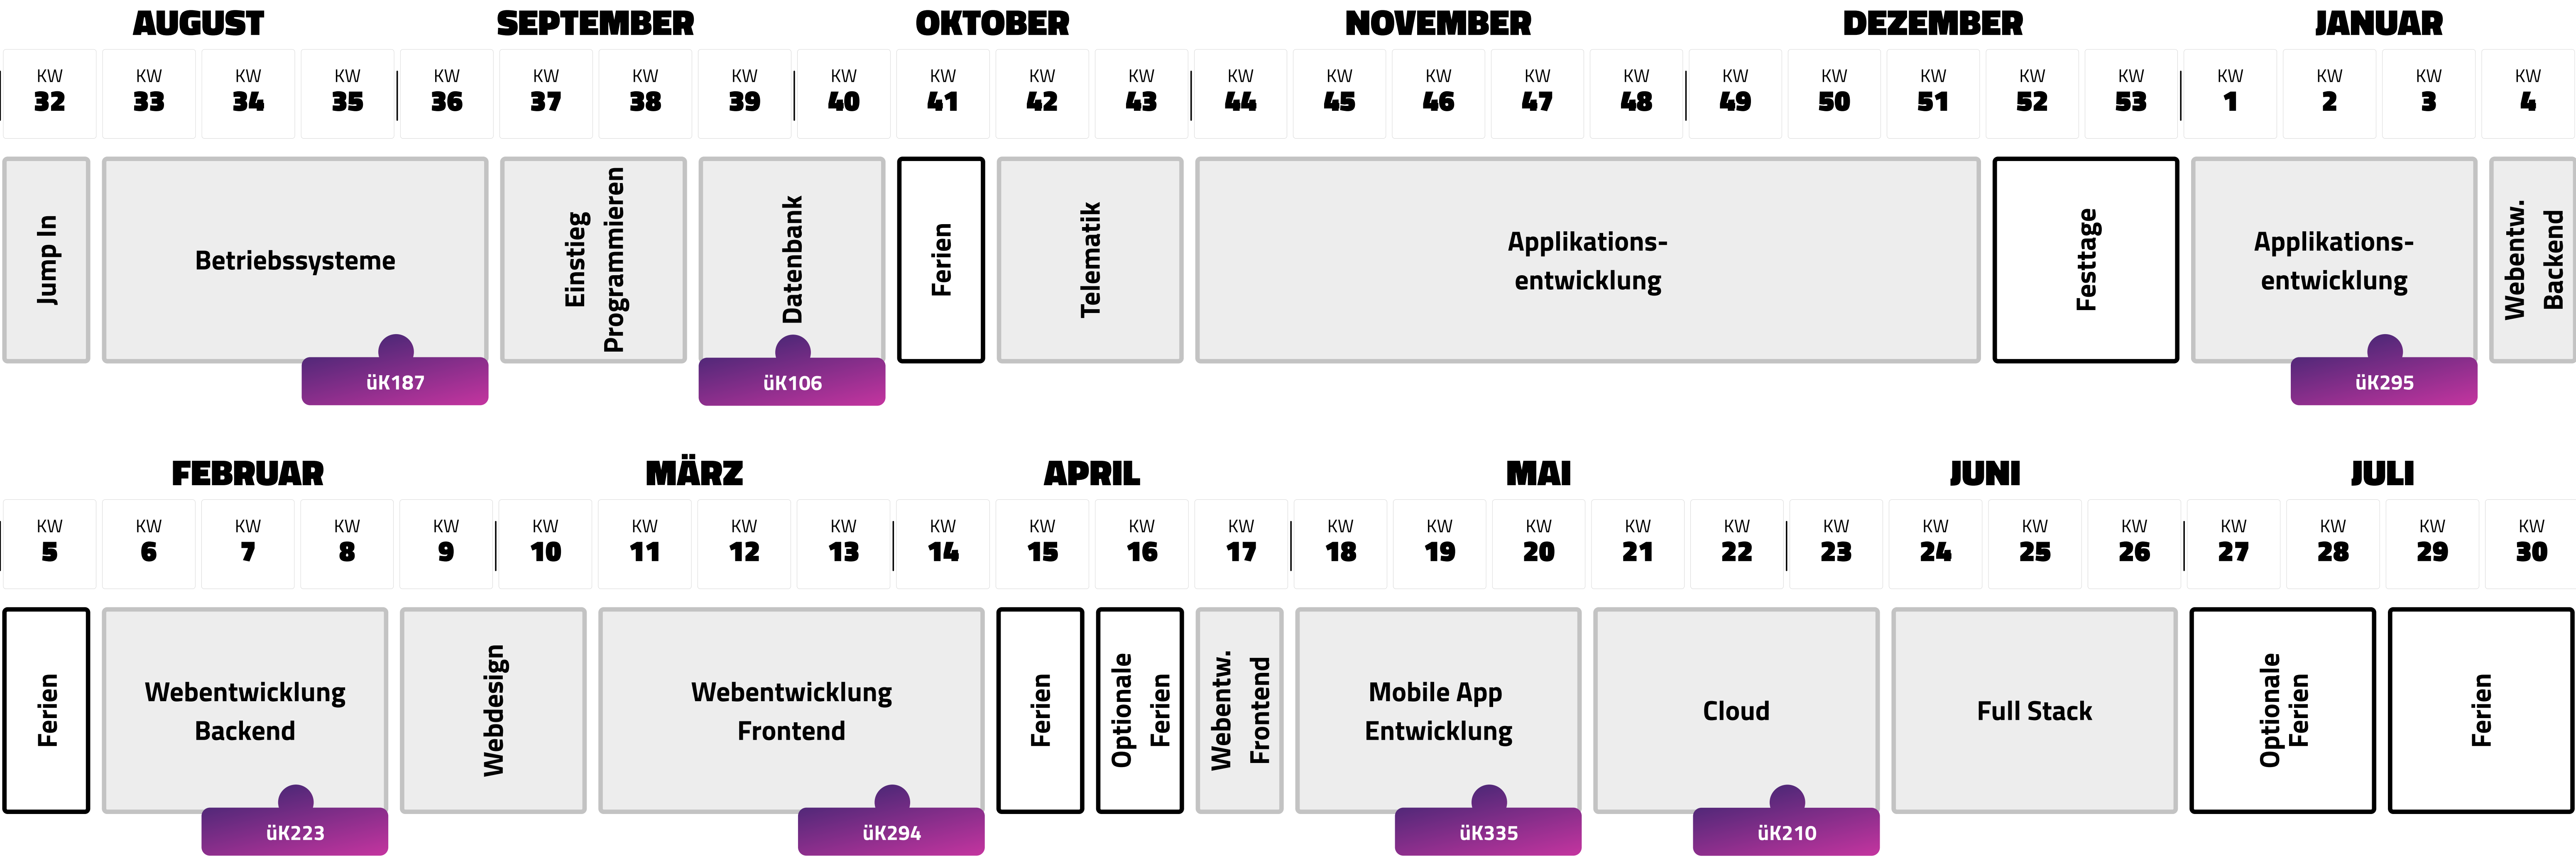 AUGUST SEPTEMBER OKTOBER NOVEMBER DEZEMBER JANUAR
KW KW KW KW KW KW KW KW KW KW KW KW KW KW KW KW KW KW KW KW KW KW KW KW KW KW
32 33 34 35 36 37 38 39 40 41 42 43 44 45 46 47 48 49 50 51 52 53 1 2 3 4
Jump In
Betriebssysteme
üK187
Einstieg
Programmieren
Datenbank
üK106
Ferien
Telematik
Applikations-
entwicklung
Festtage
Applikations-
entwicklung
üK295
Webentw.
Backend
FEBRUAR MÄRZ APRIL MAI JUNI JULI
KW KW KW KW KW KW KW KW KW KW KW KW KW KW KW KW KW KW KW KW KW KW KW KW KW KW
5 6 7 8 9 10 11 12 13 14 15 16 17 18 19 20 21 22 23 24 25 26 27 28 29 30
Ferien
Webentwicklung
Backend
üK223
Webdesign
Webentwicklung
Frontend
üK294
Ferien
Optionale
Ferien
Webentw.
Frontend
Mobile App
Entwicklung
üK335
Cloud
üK210
Full Stack
Optionale
Ferien
Ferien